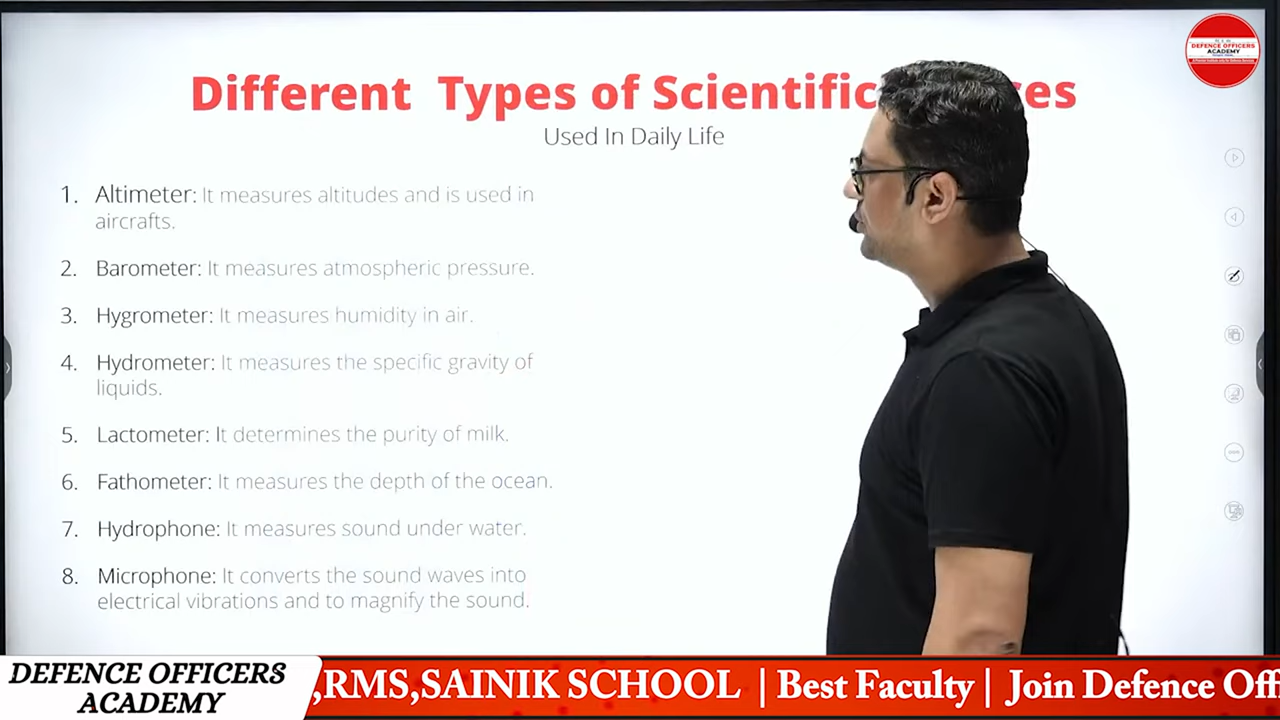 DEFENCE OFFICERS
ACADEMY
Different Types of Scientific
Used In Daily Life
1. Altimeter: It measures altitudes and is used in
aircrafts.
2. Barometer: It measures atmospheric pressure.
3. Hygrometer: It measures humidity in air.
4. Hydrometer: It measures the specific gravity of
liquids.
5. Lactometer: It determines the purity of milk.
6. Fathometer: It measures the depth of the ocean.
7. Hydrophone: It measures sound under water.
8. Microphone: It converts the sound waves into
electrical vibrations and to magnify the sound.
DEFENCE OFFICERS
ACADEMY
,RMS,SAINIK SCHOOL | Best Faculty | Join Defence Off